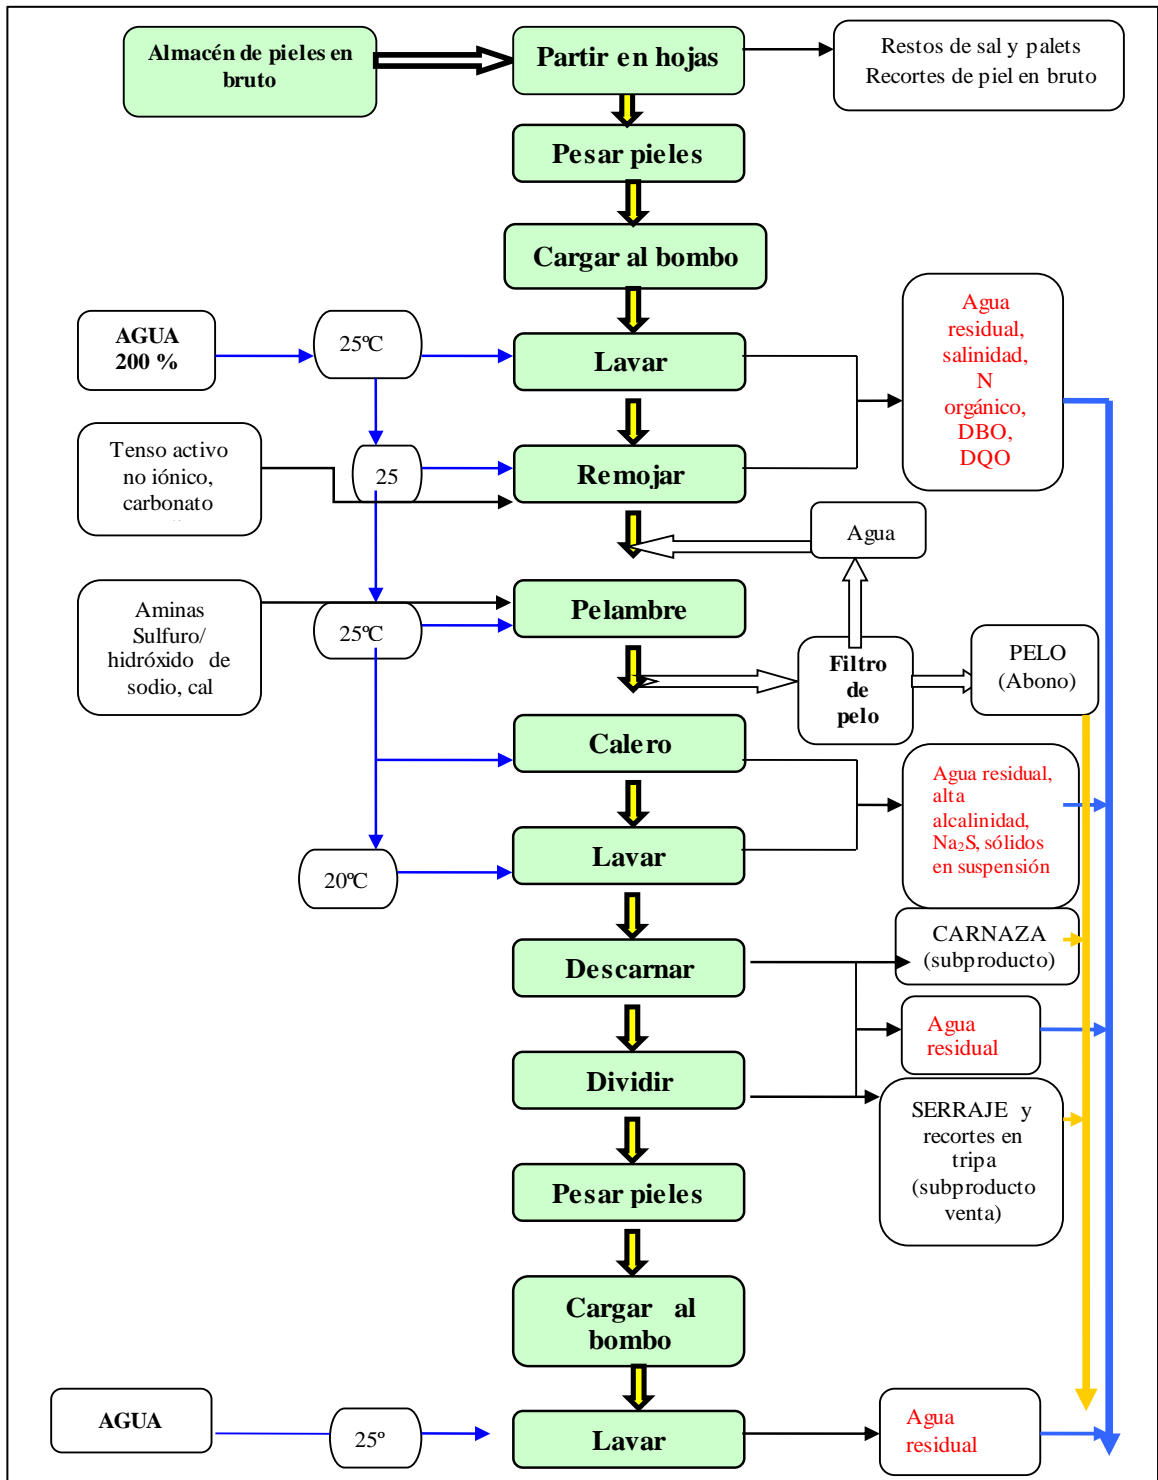 Almacén de pieles en
bruto
Partir en hojas
Restos de sal y palets
Recortes de piel en bruto
Pesar pieles
Cargar al bombo
AGUA
200 %
25ºC
Lavar
Agua
residual,
salinidad,
N
orgánico,
DBO,
DQO
Tenso activo
no iónico,
carbonato
25
Remojar
Agua
Aminas
Sulfuro/
hidróxido de
sodio, cal
25ºC
Pelambre
Filtro
de
pelo
PELO
(Abono)
Calero
Agua residual,
alta
alcalinidad,
Na₂S, sólidos
en suspensión
20ºC
Lavar
Descarnar
CARNAZA
(subproducto)
Agua
residual
Dividir
SERRAJE y
recortes en
tripa
(subproducto
venta)
Pesar pieles
Cargar al
bombo
AGUA
25º
Lavar
Agua
residual